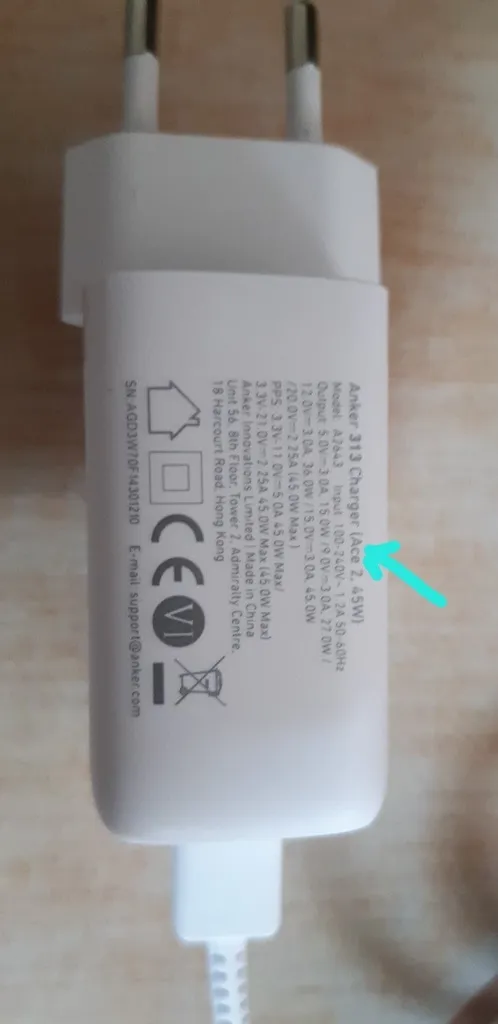 Anker 313 Charger (Ace 2, 45W)
Model: A2643 Input: 100-240V~ 1.2A 50-60Hz
Output: 5.0V⎓3.0A, 15.0W /9.0V⎓3.0A, 27.0W /
12.0V⎓3.0A, 36.0W /15.0V⎓3.0A, 45.0W
/20.0V⎓2.25A (45.0W Max )
PPS: 3.3V-11.0V⎓5.0A 45.0W Max/
3.3V-21.0V⎓2.25A 45.0W Max (45.0W Max)
Anker Innovations Limited | Made in China
Unit 56, 8th Floor, Tower 2, Admiralty Centre,
18 Harcourt Road, Hong Kong
CE VI
SN:AGD3W70F14301210 E-mail: support@anker.com